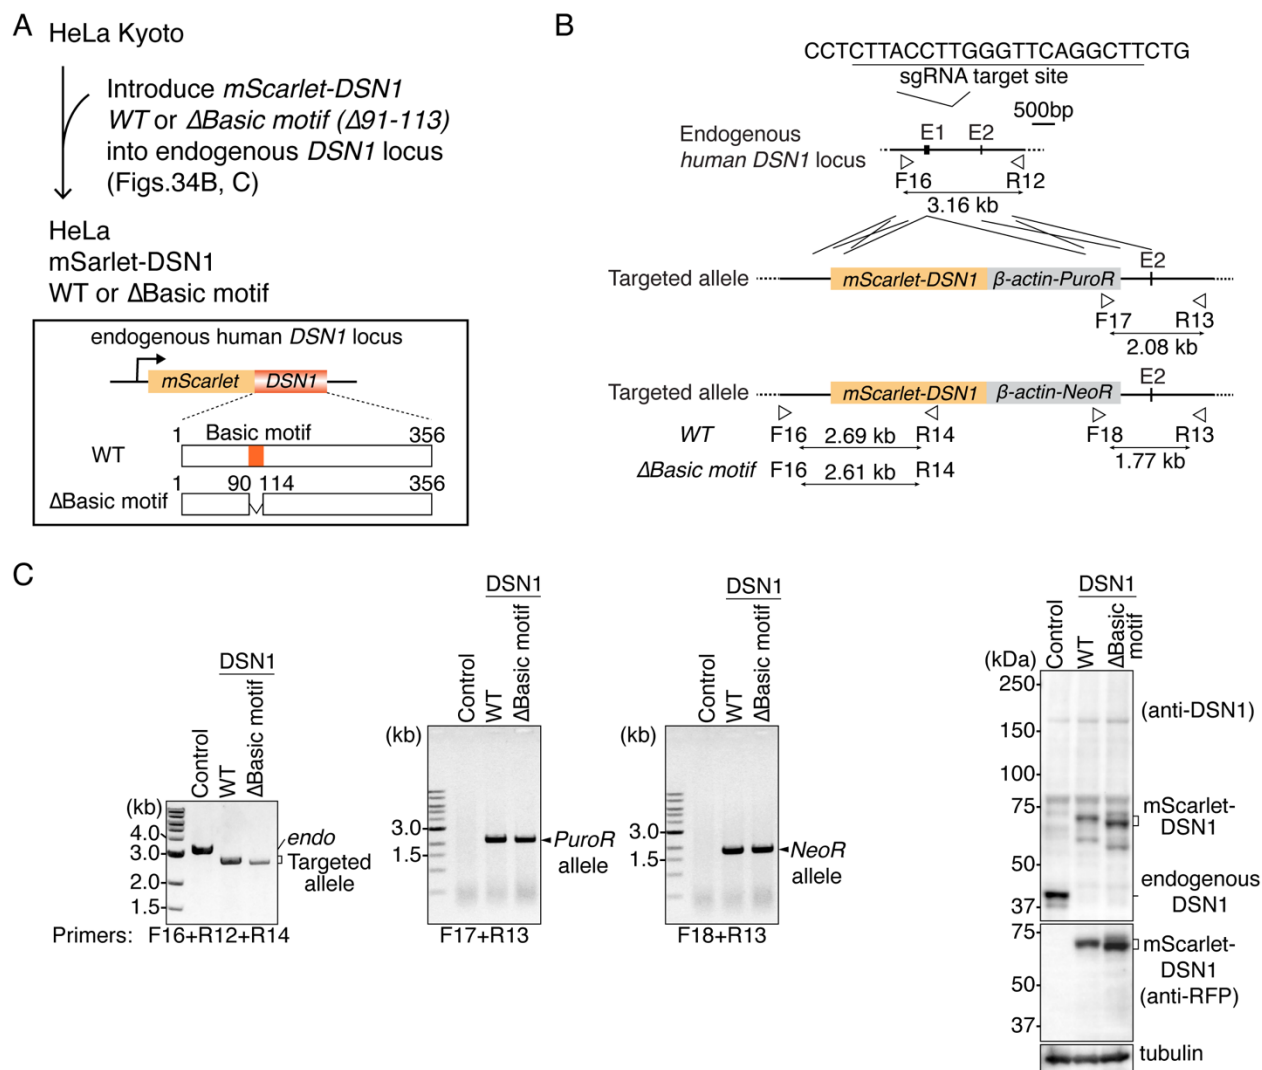 A
HeLa Kyoto
Introduce mScarlet-DSN1
WT or ΔBasic motif (Δ91-113)
into endogenous DSN1 locus
(Figs.34B, C)
HeLa
mSarlet-DSN1
WT or ΔBasic motif
endogenous human DSN1 locus
mScarlet DSN1
1 Basic motif 356
WT
1 90 114 356
ΔBasic motif
B
CCTCTTACCTTGGGTTCAGGCTTCTG
sgRNA target site
500bp
Endogenous
human DSN1 locus
E1 E2
F16 R12
3.16 kb
E2
Targeted allele mScarlet-DSN1 β-actin-PuroR
F17 R13
2.08 kb
E2
Targeted allele mScarlet-DSN1 β-actin-NeoR
WT F16 2.69 kb R14 F18 R13
1.77 kb
ΔBasic motif F16 2.61 kb R14
C
DSN1
Control
WT
ΔBasic motif
(kb)
4.0
3.0
2.0
1.5
endo
Targeted
allele
Primers: F16+R12+R14
DSN1
Control
WT
ΔBasic motif
(kb)
3.0
1.5
PuroR
allele
F17+R13
DSN1
Control
WT
ΔBasic motif
(kb)
3.0
1.5
NeoR
allele
F18+R13
DSN1
Control
WT
ΔBasic
motif
(kDa)
250
150
100
75
50
37
(anti-DSN1)
mScarlet-
DSN1
endogenous
DSN1
75
50
37
mScarlet-
DSN1
(anti-RFP)
tubulin